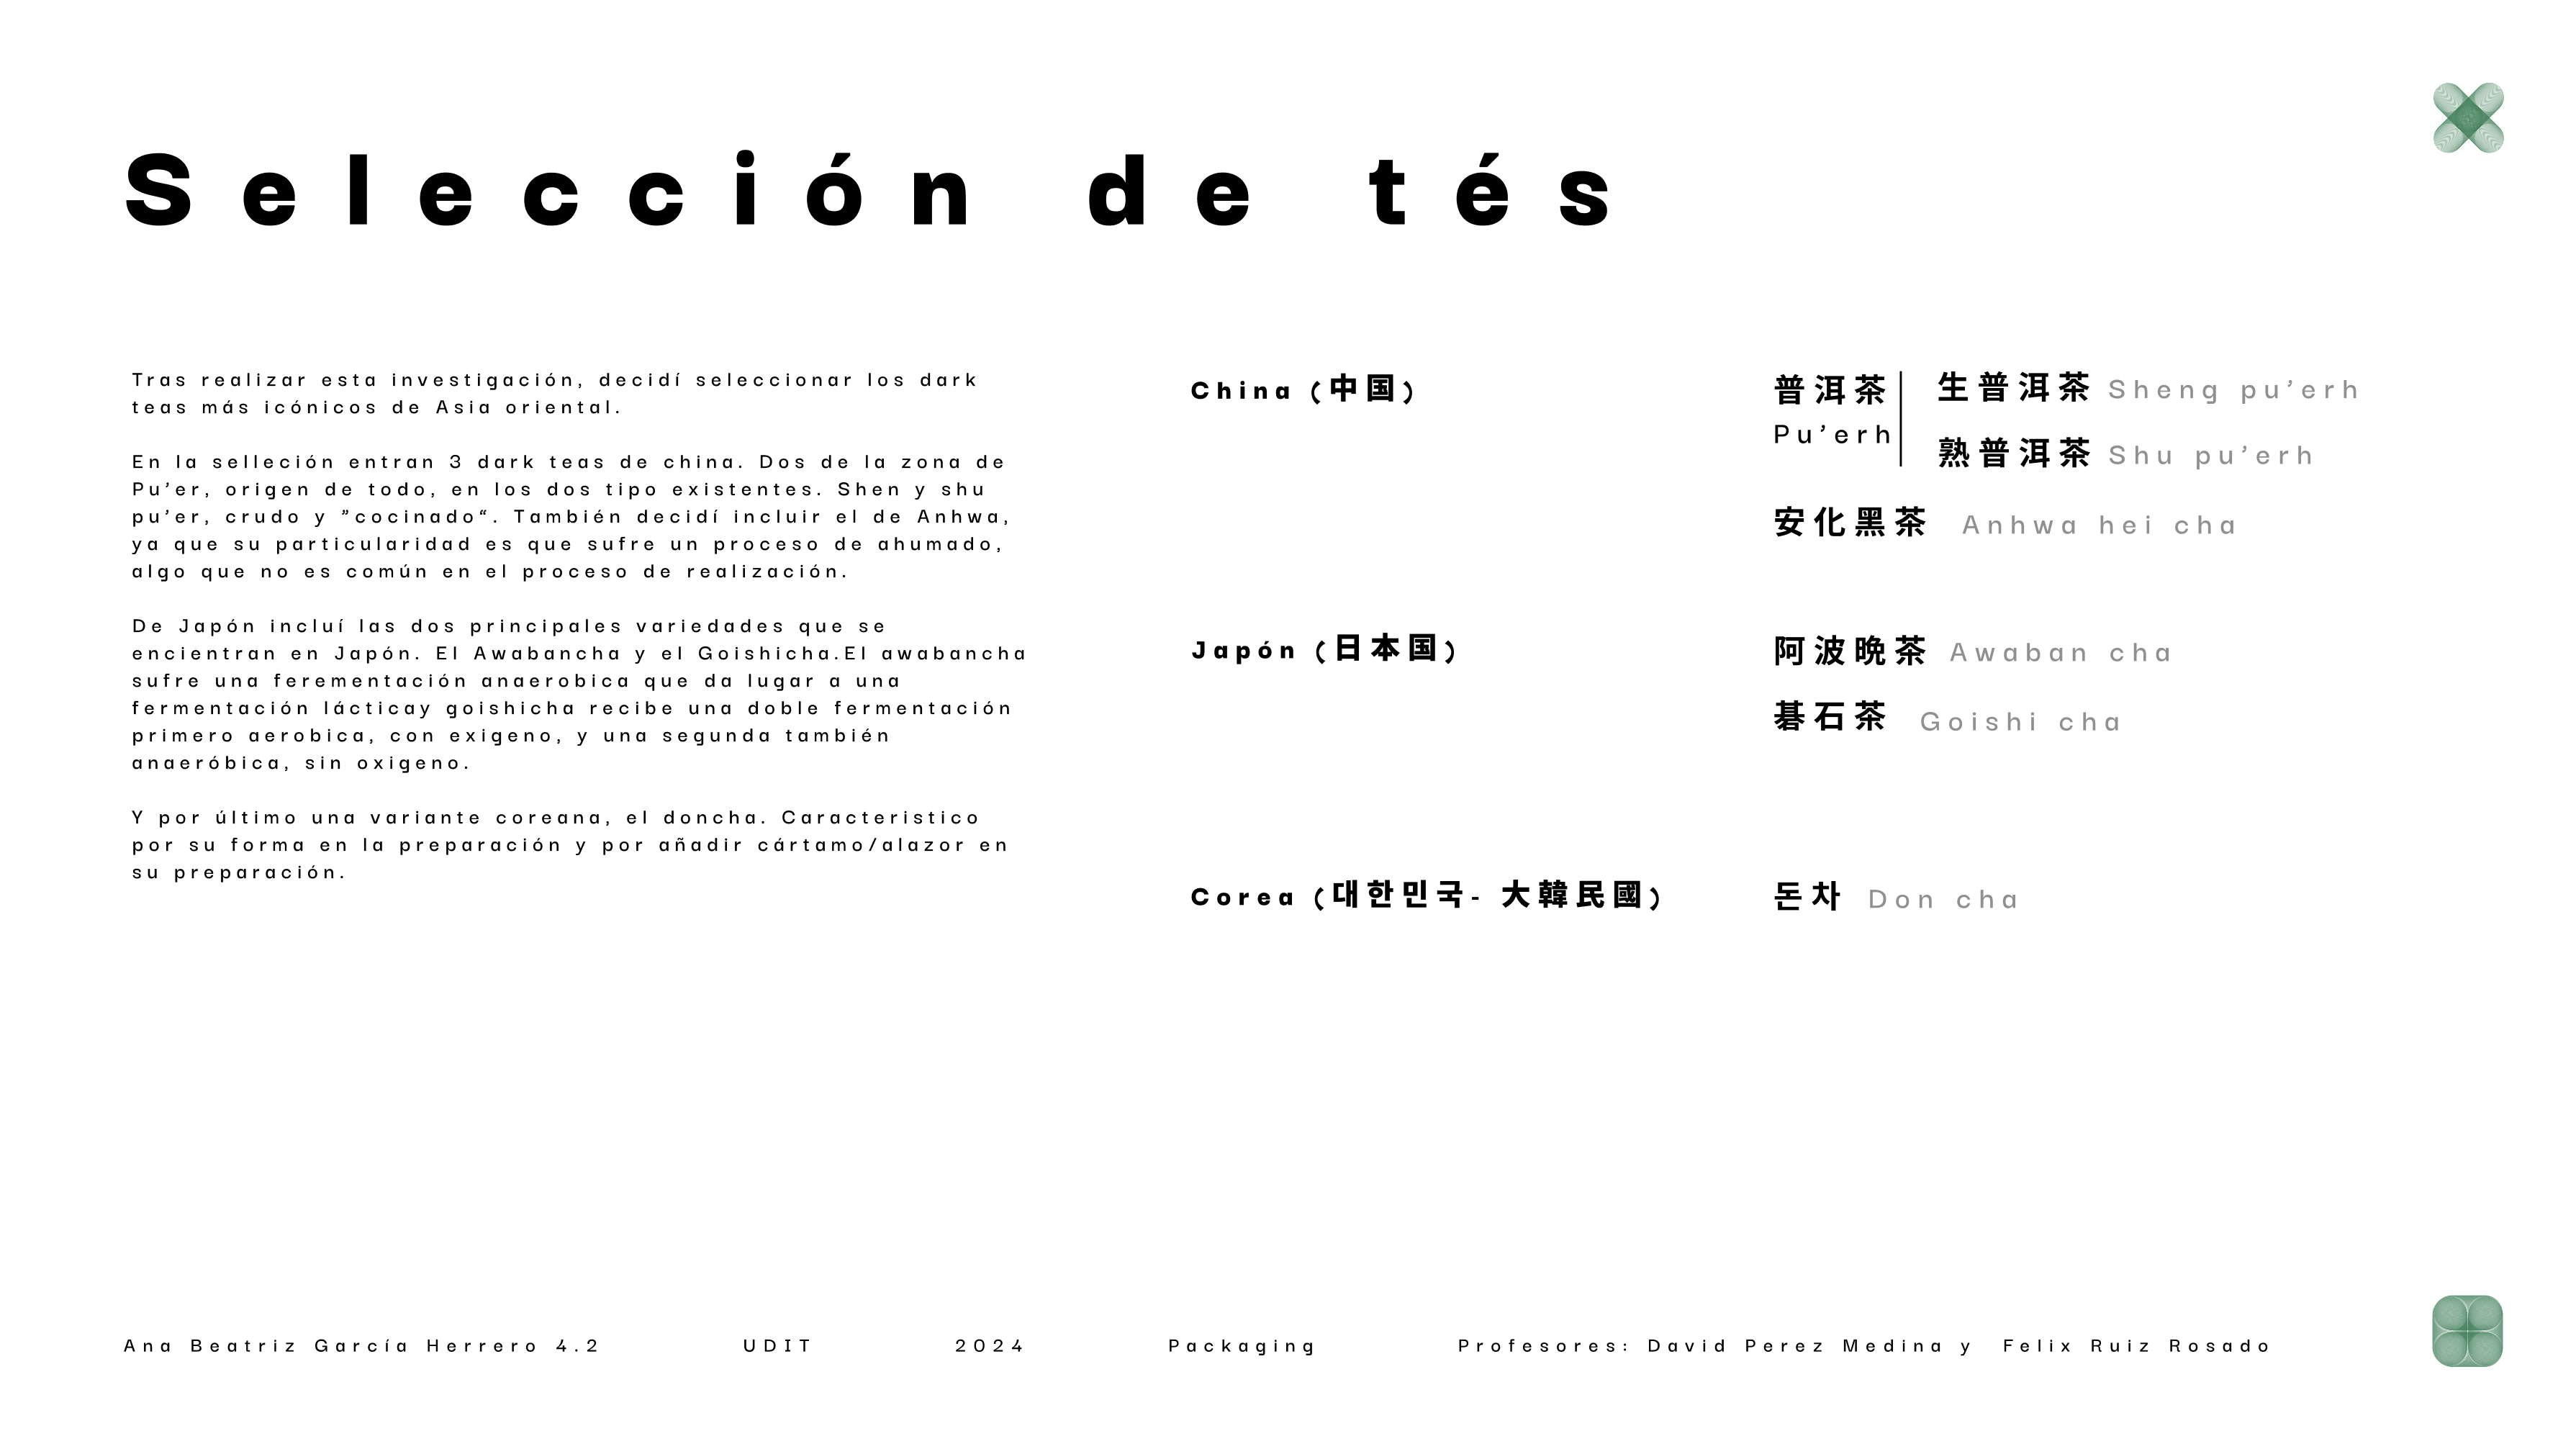 Selección de tés
Tras realizar esta investigación, decidí seleccionar los dark
teas más icónicos de Asia oriental.
En la selleción entran 3 dark teas de china. Dos de la zona de
Pu’er, origen de todo, en los dos tipo existentes. Shen y shu
pu’er, crudo y ”cocinado“. También decidí incluir el de Anhwa,
ya que su particularidad es que sufre un proceso de ahumado,
algo que no es común en el proceso de realización.
De Japón incluí las dos principales variedades que se
encientran en Japón. El Awabancha y el Goishicha.El awabancha
sufre una ferementación anaerobica que da lugar a una
fermentación lácticay goishicha recibe una doble fermentación
primero aerobica, con exigeno, y una segunda también
anaeróbica, sin oxigeno.
Y por último una variante coreana, el doncha. Caracteristico
por su forma en la preparación y por añadir cártamo/alazor en
su preparación.
China (中国)
普洱茶
Pu’erh
生普洱茶 Sheng pu’erh
熟普洱茶 Shu pu’erh
安化黑茶 Anhwa hei cha
Japón (日本国)
阿波晩茶 Awaban cha
碁石茶 Goishi cha
Corea (대한민국- 大韓民國)
돈차 Don cha
Ana Beatriz García Herrero 4.2
UDIT
2024
Packaging
Profesores: David Perez Medina y Felix Ruiz Rosado